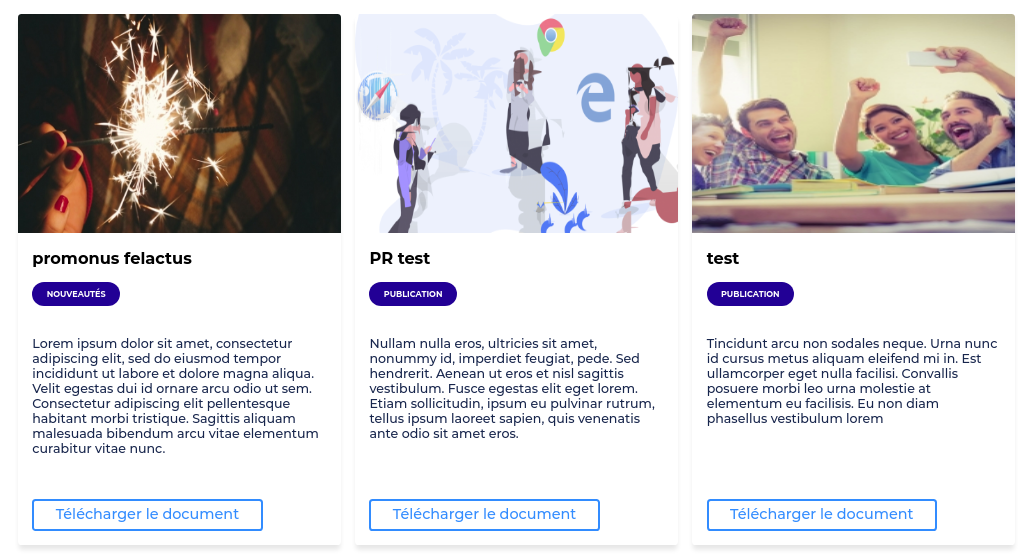 promonus felactus
NOUVEAUTÉS
Lorem ipsum dolor sit amet, consectetur
adipiscing elit, sed do eiusmod tempor
incididunt ut labore et dolore magna aliqua.
Velit egestas dui id ornare arcu odio ut sem.
Consectetur adipiscing elit pellentesque
habitant morbi tristique. Sagittis aliquam
malesuada bibendum arcu vitae elementum
curabitur vitae nunc.
Télécharger le document
PR test
PUBLICATION
Nullam nulla eros, ultricies sit amet,
nonummy id, imperdiet feugiat, pede. Sed
hendrerit. Aenean ut eros et nisl sagittis
vestibulum. Fusce egestas elit eget lorem.
Etiam sollicitudin, ipsum eu pulvinar rutrum,
tellus ipsum laoreet sapien, quis venenatis
ante odio sit amet eros.
Télécharger le document
test
PUBLICATION
Tincidunt arcu non sodales neque. Urna nunc
id cursus metus aliquam eleifend mi in. Est
ullamcorper eget nulla facilisi. Convallis
posuere morbi leo urna molestie at
elementum eu facilisis. Eu non diam
phasellus vestibulum lorem
Télécharger le document